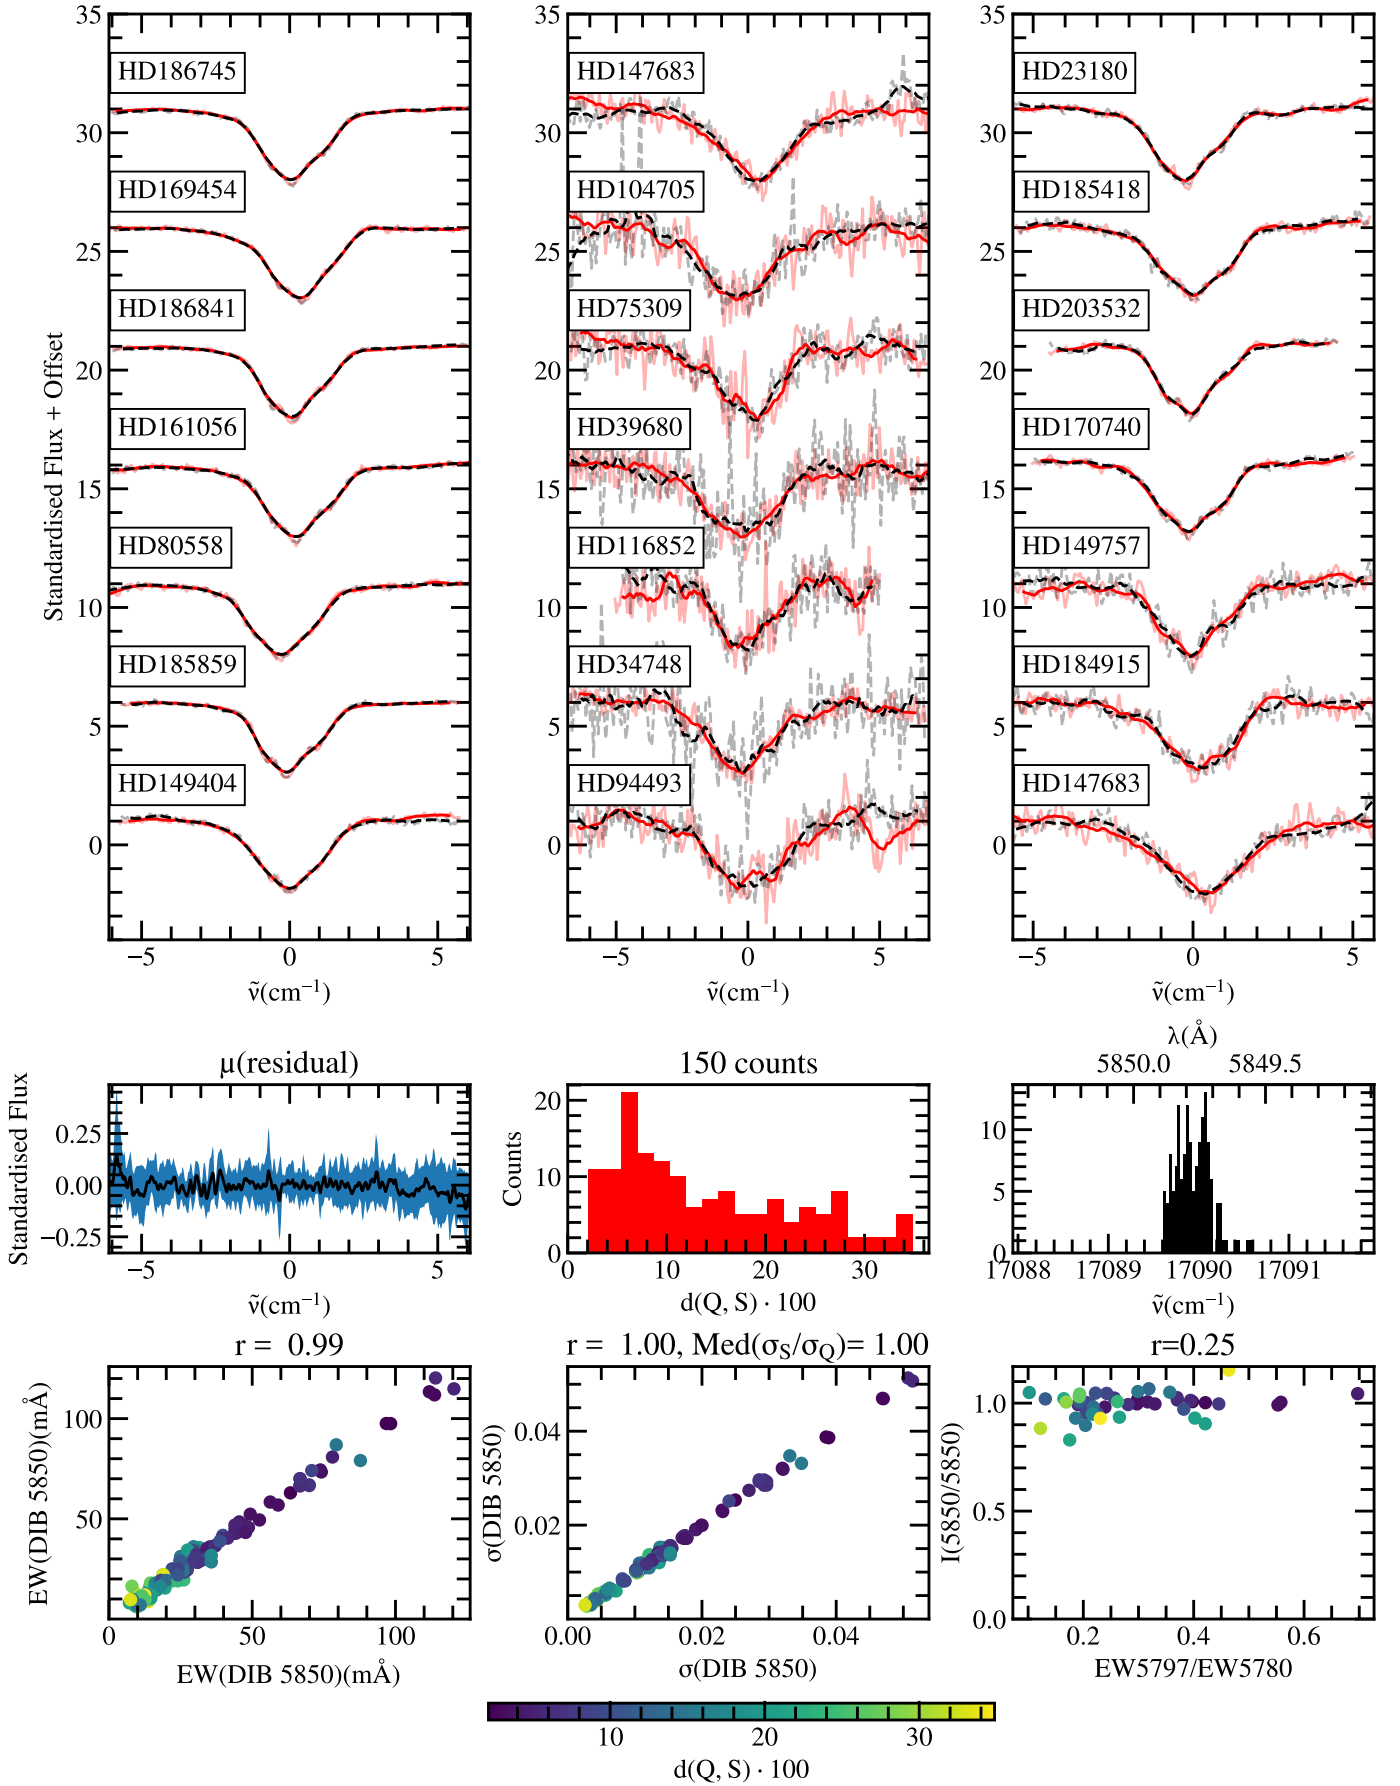 35
30
25
20
15
10
5
0
Standardised Flux + Offset
HD186745
HD169454
HD186841
HD161056
HD80558
HD185859
HD149404
−5 0 5
ṽ(cm⁻¹)
35
30
25
20
15
10
5
0
HD147683
HD104705
HD75309
HD39680
HD116852
HD34748
HD94493
−5 0 5
ṽ(cm⁻¹)
35
30
25
20
15
10
5
0
HD23180
HD185418
HD203532
HD170740
HD149757
HD184915
HD147683
−5 0 5
ṽ(cm⁻¹)
μ(residual)
Standardised Flux
0.25
0.00
−0.25
−5 0 5
ṽ(cm⁻¹)
150 counts
Counts
20
10
0
0 10 20 30
d(Q, S) · 100
λ(Å)
5850.0 5849.5
10
5
0
17088 17089 17090 17091
ṽ(cm⁻¹)
r = 0.99
EW(DIB 5850)(mÅ)
100
50
0 50 100
EW(DIB 5850)(mÅ)
r = 1.00, Med(σ_S/σ_Q)= 1.00
σ(DIB 5850)
0.04
0.02
0.00 0.02 0.04
σ(DIB 5850)
r=0.25
I(5850/5850)
1.0
0.5
0.0
0.2 0.4 0.6
EW5797/EW5780
10 20 30
d(Q, S) · 100